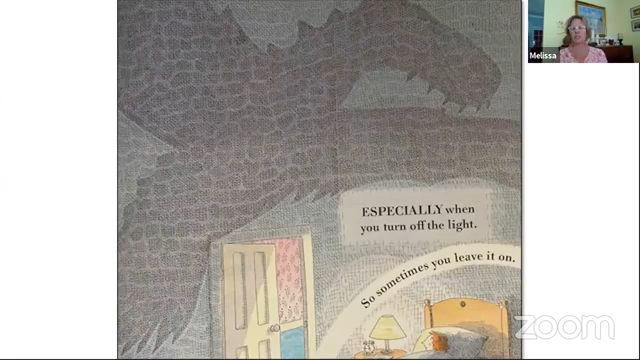 Melissa
ESPECIALLY when
you turn off the light.
So sometimes you leave it on.
zoom